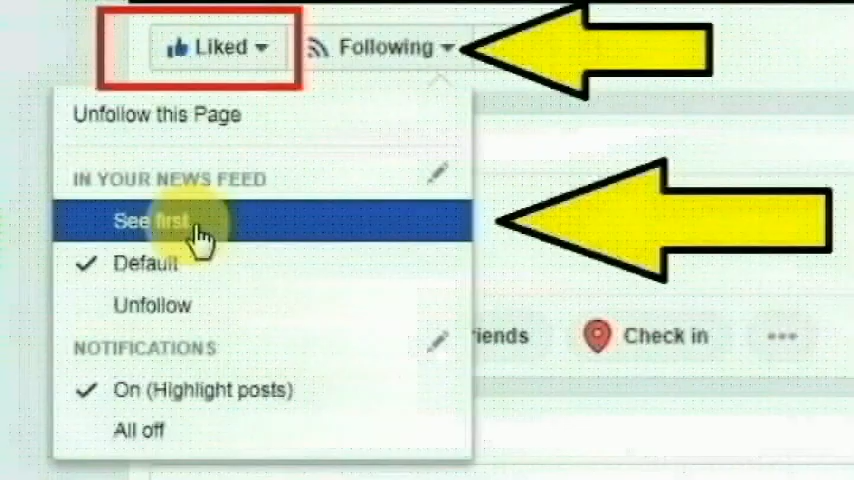 Liked Following
Unfollow this Page
IN YOUR NEWS FEED
See first
Default
Unfollow
NOTIFICATIONS
On (Highlight posts)
All off
riends Check in